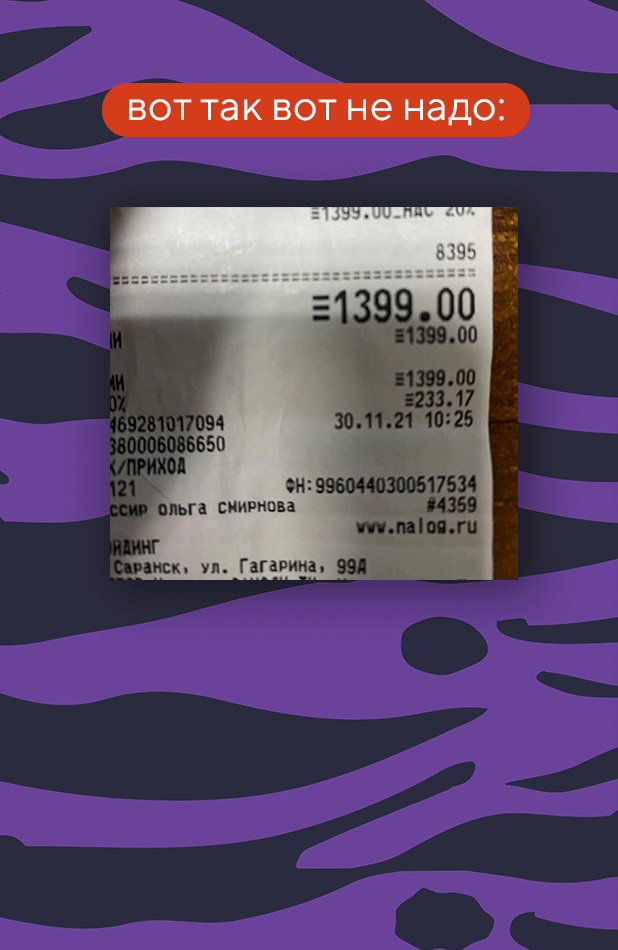 вот так вот не надо:
≡1399.00_НДС 20%
8395
≡1399.00
≡1399.00
≡1399.00
0% ≡233.17
469281017094 30.11.21 10:25
380006086650
К/ПРИХОД
121 ФН:9960440300517534
ссир ольга смирнова #4359
www.nalog.ru
йдинг
Саранск, ул. Гагарина, 99А